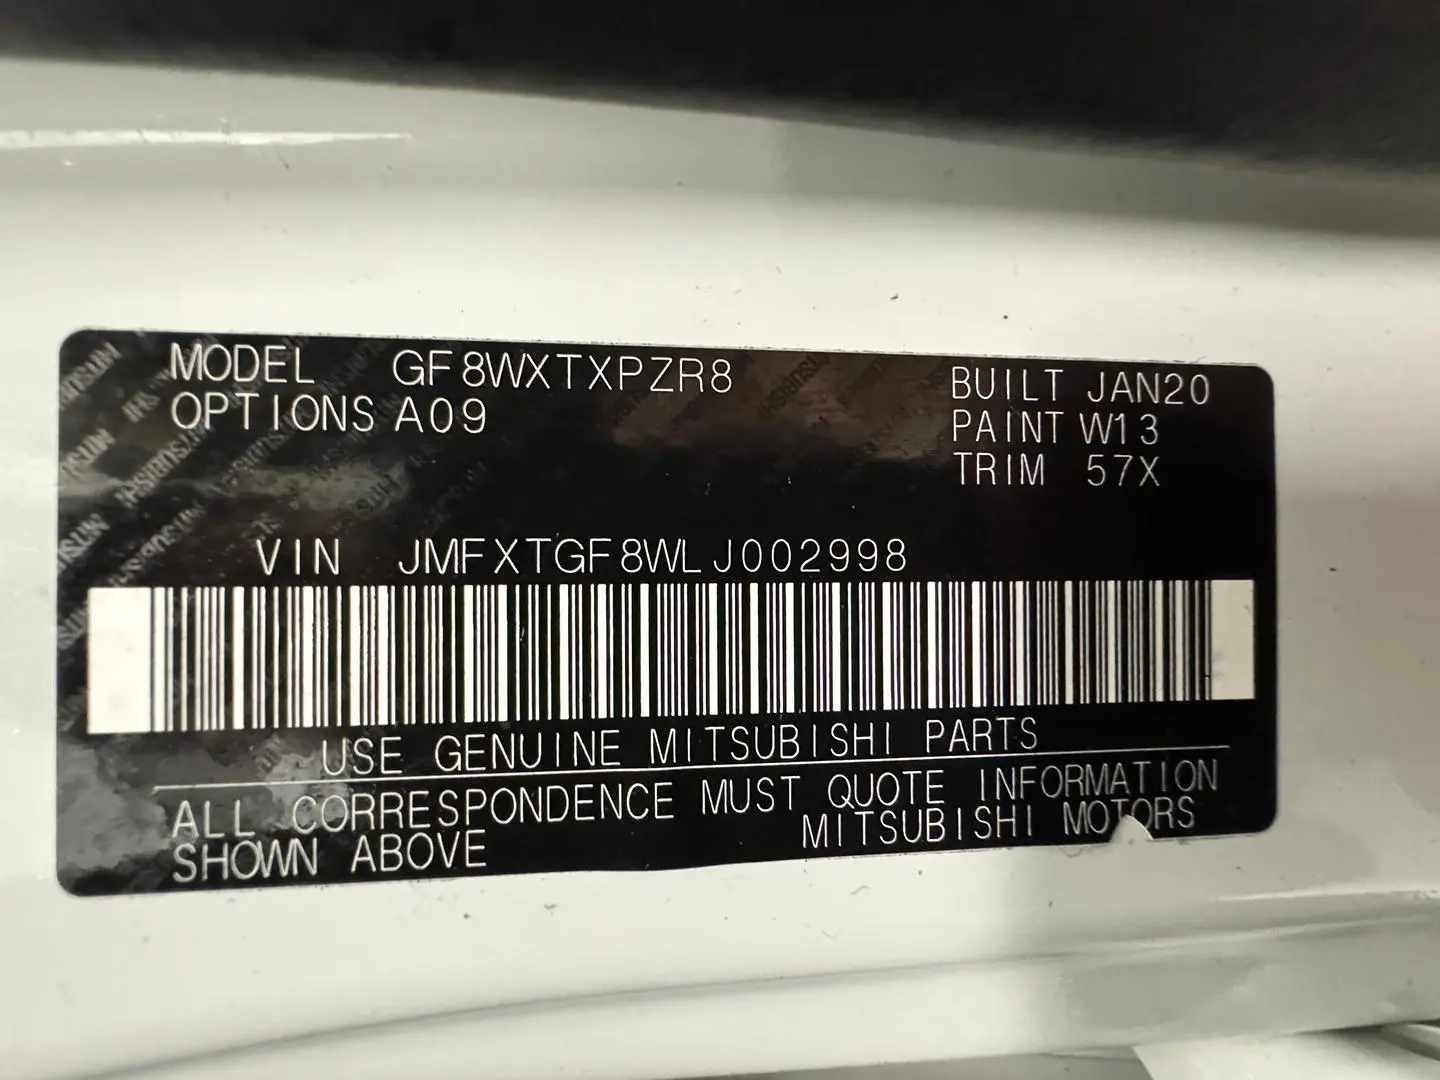 MODEL GF8WXTXPZR8
OPTIONS A09
BUILT JAN20
PAINT W13
TRIM 57X
VIN JMFXTGF8WLJ002998
USE GENUINE MITSUBISHI PARTS
ALL CORRESPONDENCE MUST QUOTE INFORMATION
SHOWN ABOVE MITSUBISHI MOTORS